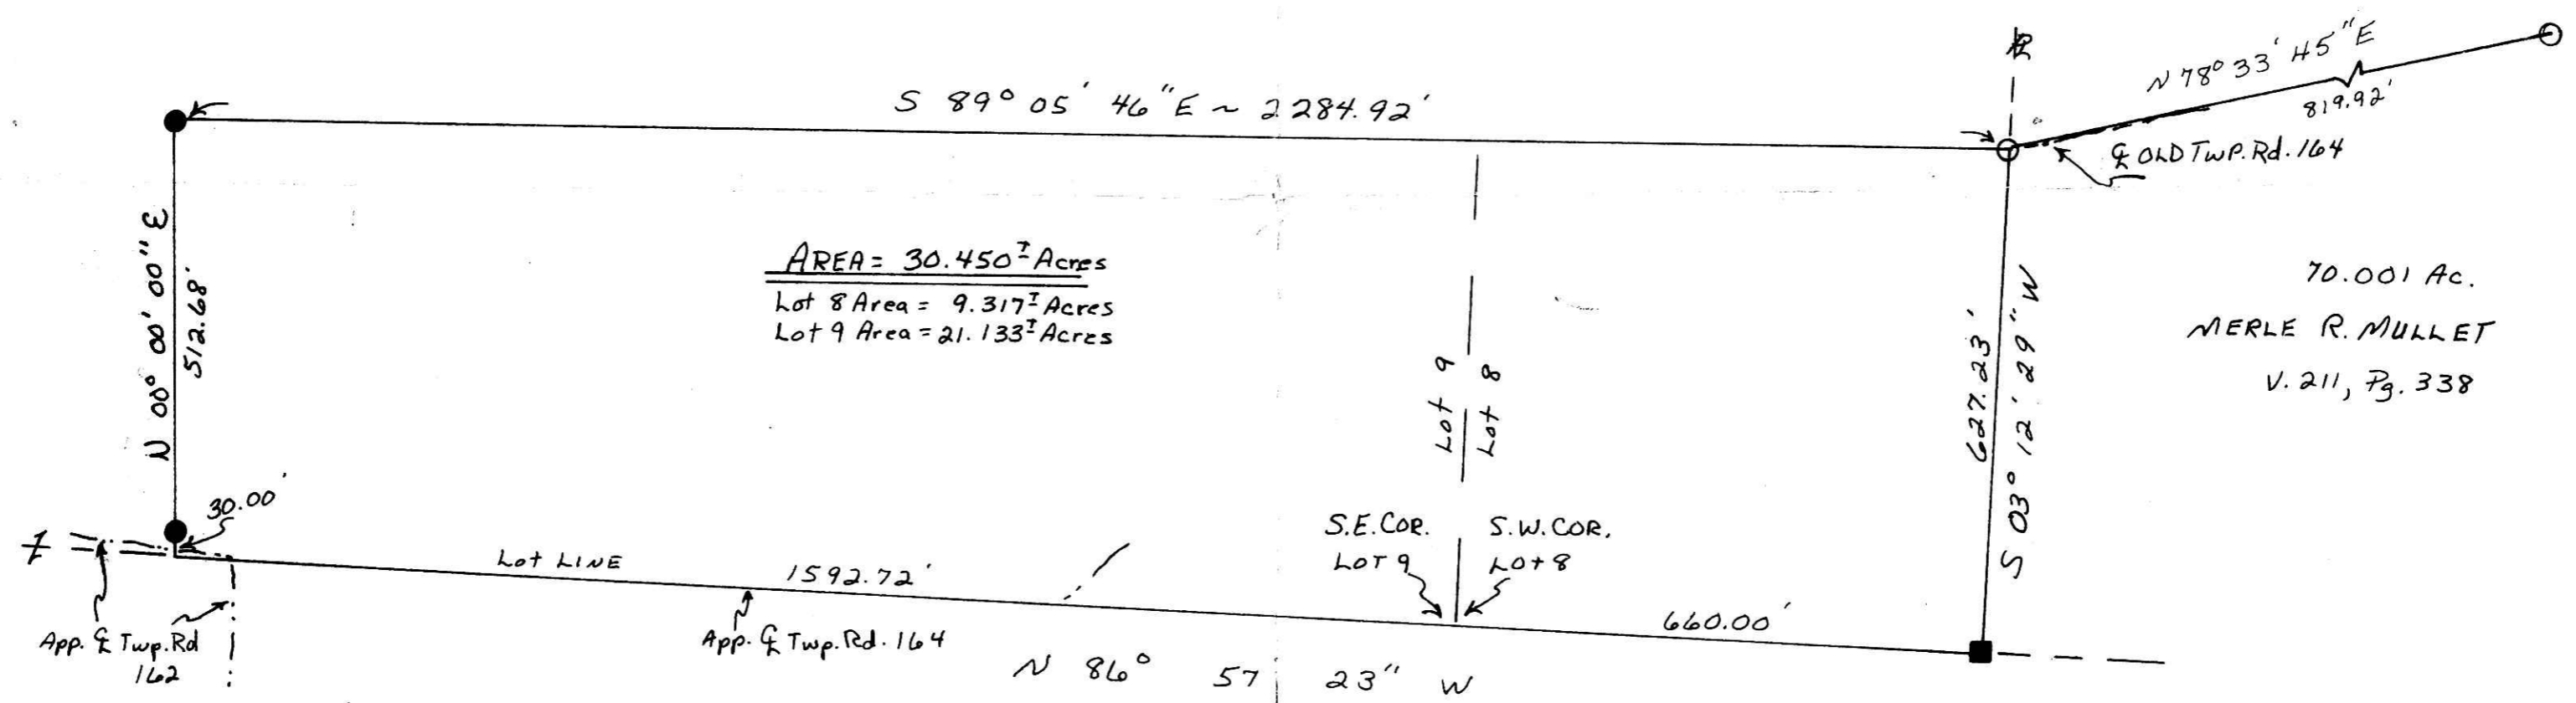 N 78° 33' 45" E
819.92'
S 89° 05' 46" E ~ 2284.92'
℄ OLD TWP. Rd. 164
N 00° 00' 00" E
512.68'
AREA = 30.450± Acres
Lot 8 Area = 9.317± Acres
Lot 9 Area = 21.133± Acres
Lot 9
Lot 8
627.23'
S 03° 12' 29" W
70.001 Ac.
MERLE R. MULLET
V. 211, Pg. 338
30.00'
S.E. COR.
LOT 9
S.W. COR.
LOt 8
Lot LINE
1592.72'
660.00'
App. ℄ Twp. Rd
162
App. ℄ Twp. Rd. 164
N 86° 57' 23" W